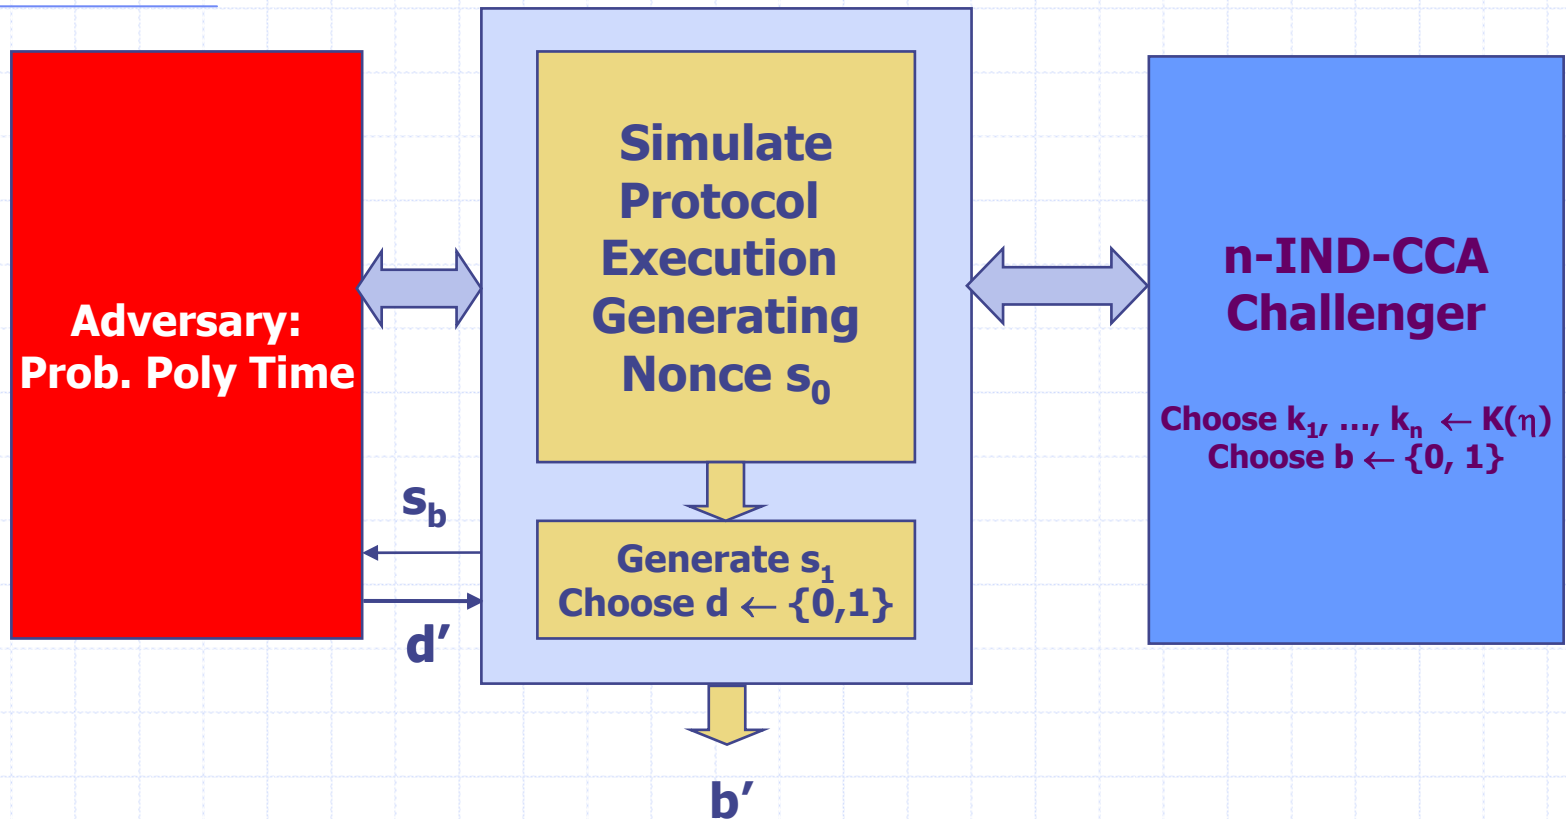 Adversary:
Prob. Poly Time
Simulate
Protocol
Execution
Generating
Nonce s₀
s_b
d′
Generate s₁
Choose d ← {0,1}
b′
n-IND-CCA
Challenger
Choose k₁, ..., kₙ ← K(η)
Choose b ← {0, 1}